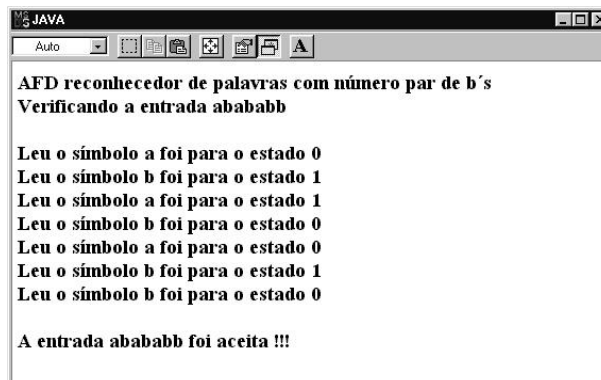 MS DOS JAVA
Auto
A
AFD reconhecedor de palavras com número par de b´s
Verificando a entrada abababb
Leu o símbolo a foi para o estado 0
Leu o símbolo b foi para o estado 1
Leu o símbolo a foi para o estado 1
Leu o símbolo b foi para o estado 0
Leu o símbolo a foi para o estado 0
Leu o símbolo b foi para o estado 1
Leu o símbolo b foi para o estado 0
A entrada abababb foi aceita !!!